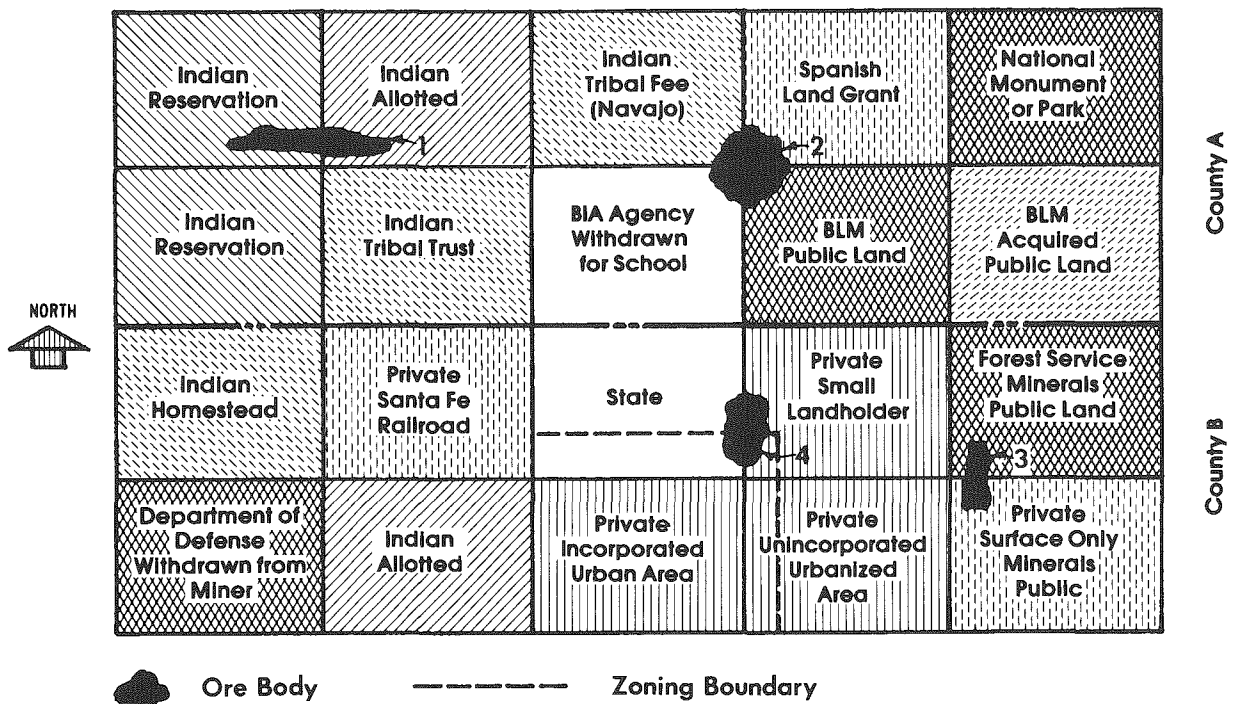 Indian
Reservation
Indian
Allotted
Indian
Tribal Fee
(Navajo)
Spanish
Land Grant
National
Monument
or Park
1
2
County A
Indian
Reservation
Indian
Tribal Trust
BIA Agency
Withdrawn
for School
BLM
Public Land
BLM
Acquired
Public Land
NORTH
Indian
Homestead
Private
Santa Fe
Railroad
State
Private
Small
Landholder
Forest Service
Minerals
Public Land
4
3
County B
Department of
Defense
Withdrawn from
Miner
Indian
Allotted
Private
Incorporated
Urban Area
Private
Unincorporated
Urbanized
Area
Private
Surface Only
Minerals
Public
Ore Body
Zoning Boundary